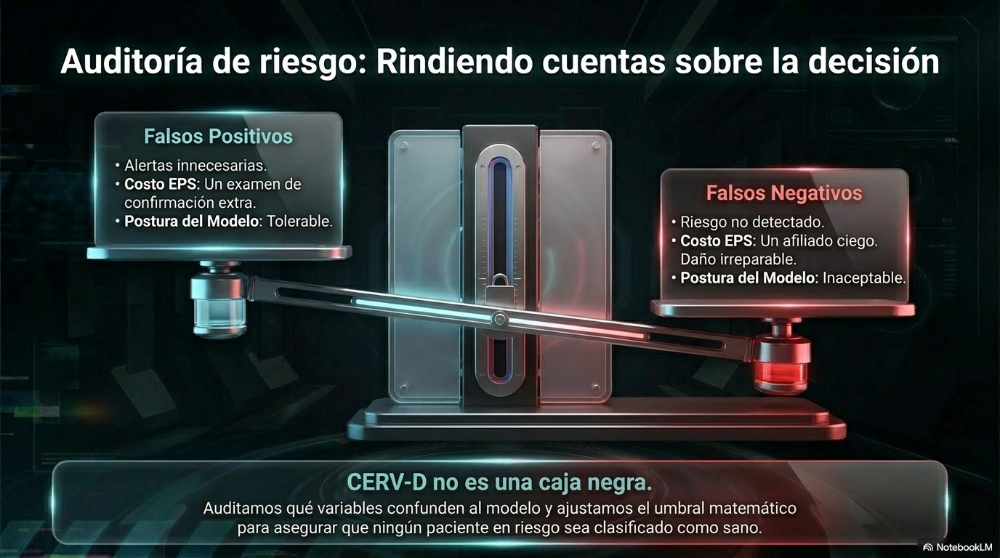 Auditoría de riesgo: Rindiendo cuentas sobre la decisión
Falsos Positivos
• Alertas innecesarias.
• Costo EPS: Un examen de
confirmación extra.
• Postura del Modelo: Tolerable.
Falsos Negativos
• Riesgo no detectado.
• Costo EPS: Un afiliado ciego.
Daño irreparable.
• Postura del Modelo: Inaceptable.
CERV-D no es una caja negra.
Auditamos qué variables confunden al modelo y ajustamos el umbral matemático
para asegurar que ningún paciente en riesgo sea clasificado como sano.
NotebookLM